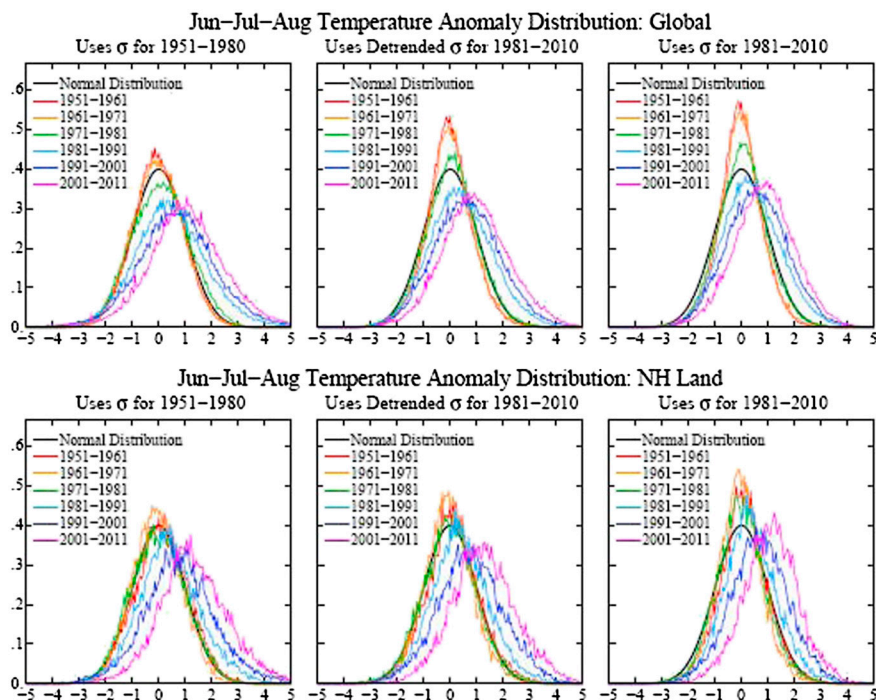 Jun–Jul–Aug Temperature Anomaly Distribution: Global
Uses σ for 1951–1980
Uses Detrended σ for 1981–2010
Uses σ for 1981–2010
.6
.5
.4
.3
.2
.1
0.
Normal Distribution
1951–1961
1961–1971
1971–1981
1981–1991
1991–2001
2001–2011
−5 −4 −3 −2 −1 0 1 2 3 4 5
Normal Distribution
1951–1961
1961–1971
1971–1981
1981–1991
1991–2001
2001–2011
−5 −4 −3 −2 −1 0 1 2 3 4 5
Normal Distribution
1951–1961
1961–1971
1971–1981
1981–1991
1991–2001
2001–2011
−5 −4 −3 −2 −1 0 1 2 3 4 5
Jun–Jul–Aug Temperature Anomaly Distribution: NH Land
Uses σ for 1951–1980
Uses Detrended σ for 1981–2010
Uses σ for 1981–2010
.6
.5
.4
.3
.2
.1
0
Normal Distribution
1951–1961
1961–1971
1971–1981
1981–1991
1991–2001
2001–2011
−5 −4 −3 −2 −1 0 1 2 3 4 5
Normal Distribution
1951–1961
1961–1971
1971–1981
1981–1991
1991–2001
2001–2011
−5 −4 −3 −2 −1 0 1 2 3 4 5
Normal Distribution
1951–1961
1961–1971
1971–1981
1981–1991
1991–2001
2001–2011
−5 −4 −3 −2 −1 0 1 2 3 4 5